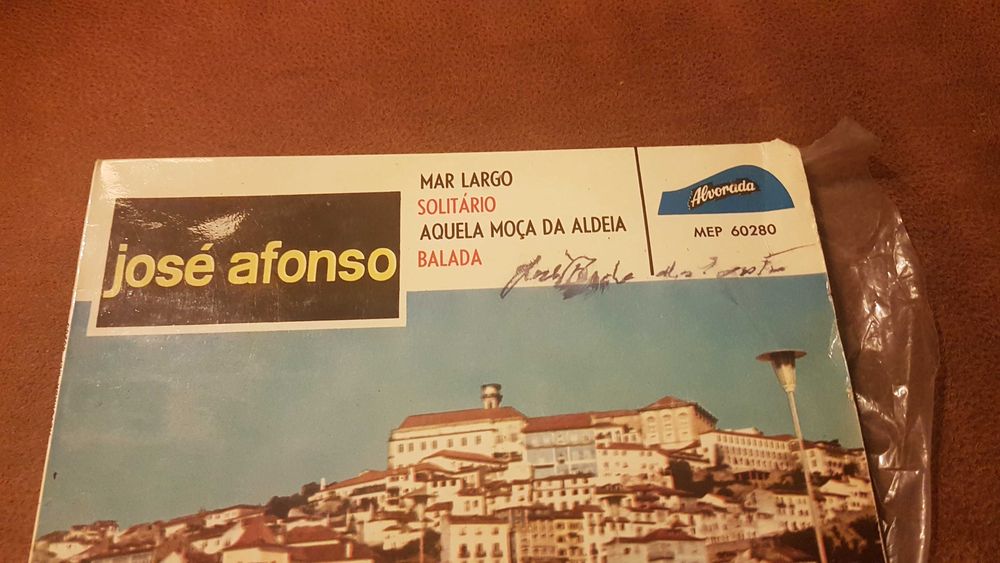 josé afonso
MAR LARGO
SOLITÁRIO
AQUELA MOÇA DA ALDEIA
BALADA
Alvorada
MEP 60280